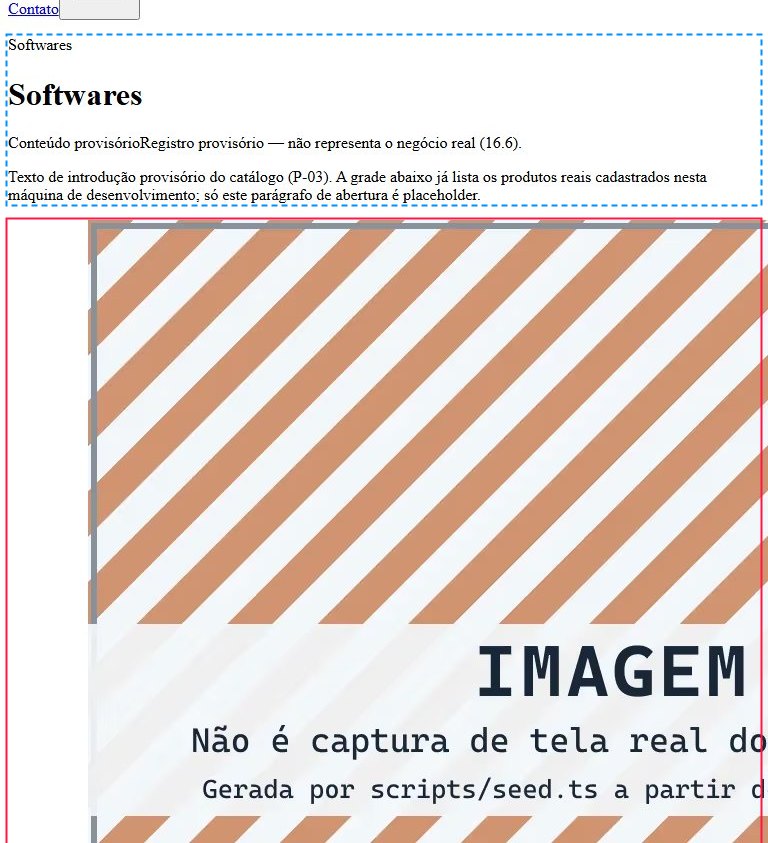 Contato
Softwares
Softwares
Conteúdo provisórioRegistro provisório — não representa o negócio real (16.6).
Texto de introdução provisório do catálogo (P-03). A grade abaixo já lista os produtos reais cadastrados nesta
máquina de desenvolvimento; só este parágrafo de abertura é placeholder.
IMAGEM
Não é captura de tela real do
Gerada por scripts/seed.ts a partir d